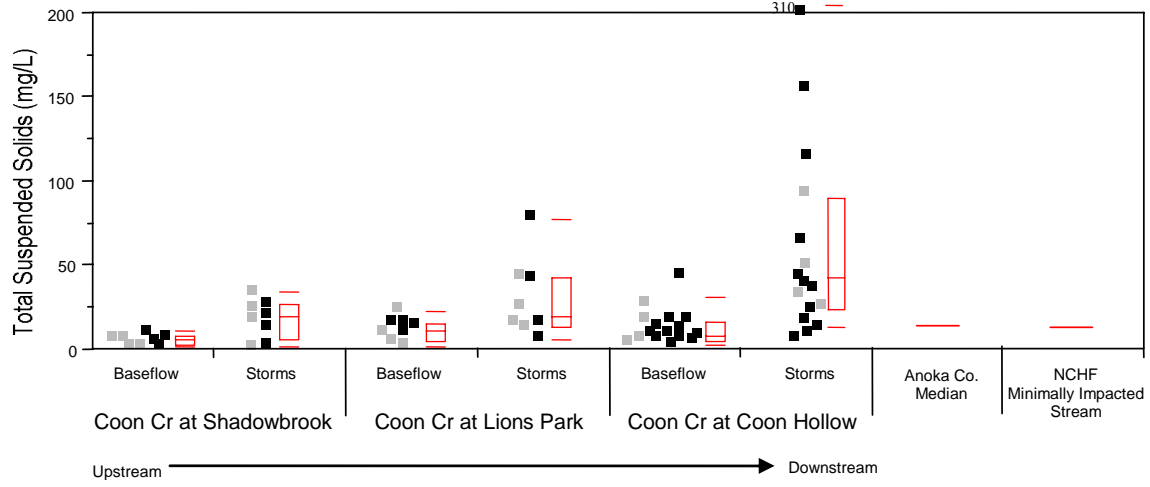 310
200
150
100
50
0
Total Suspended Solids (mg/L)
Baseflow
Storms
Baseflow
Storms
Baseflow
Storms
Anoka Co.
Median
NCHF
Minimally Impacted
Stream
Coon Cr at Shadowbrook
Coon Cr at Lions Park
Coon Cr at Coon Hollow
Upstream
Downstream